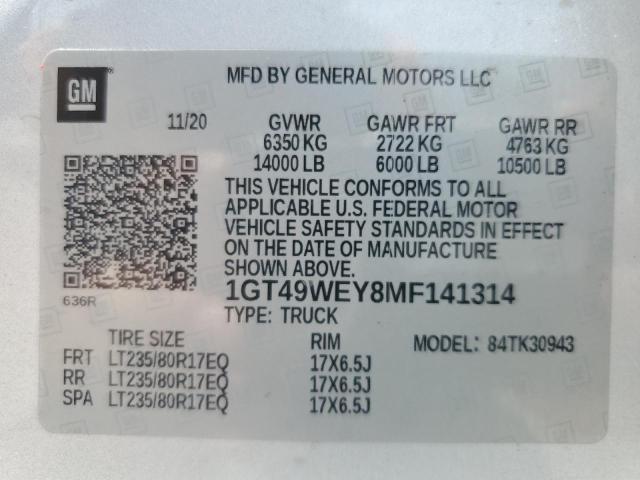 GM
MFD BY GENERAL MOTORS LLC
11/20 GVWR GAWR FRT GAWR RR
6350 KG 2722 KG 4763 KG
14000 LB 6000 LB 10500 LB
THIS VEHICLE CONFORMS TO ALL
APPLICABLE U.S. FEDERAL MOTOR
VEHICLE SAFETY STANDARDS IN EFFECT
ON THE DATE OF MANUFACTURE
SHOWN ABOVE.
636R
1GT49WEY8MF141314
TYPE: TRUCK
TIRE SIZE RIM MODEL: 84TK30943
FRT LT235/80R17EQ 17X6.5J
RR LT235/80R17EQ 17X6.5J
SPA LT235/80R17EQ 17X6.5J